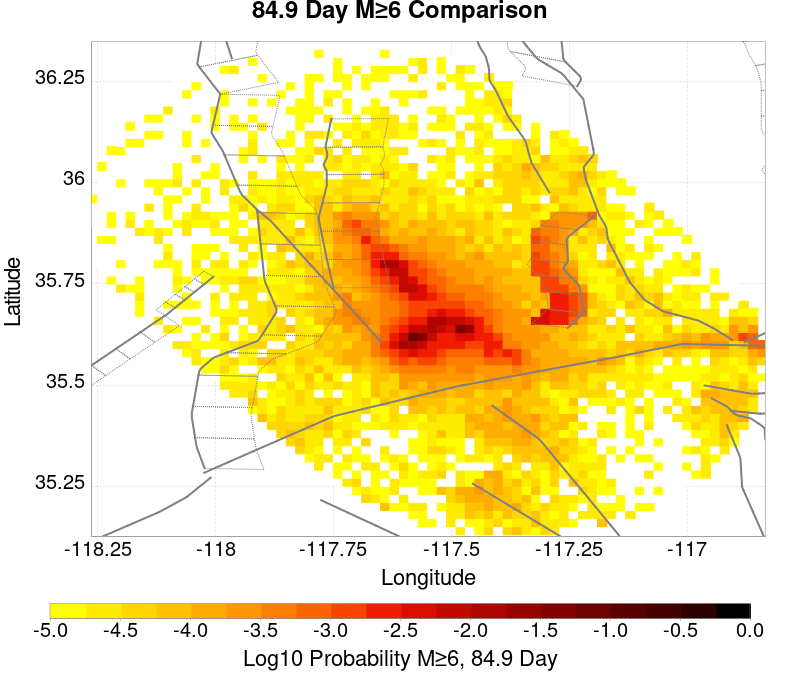 84.9 Day M≥6 Comparison
36.25
36
35.75
35.5
35.25
Latitude
-118.25 -118 -117.75 -117.5 -117.25 -117
Longitude
-5.0 -4.5 -4.0 -3.5 -3.0 -2.5 -2.0 -1.5 -1.0 -0.5 0.0
Log10 Probability M≥6, 84.9 Day